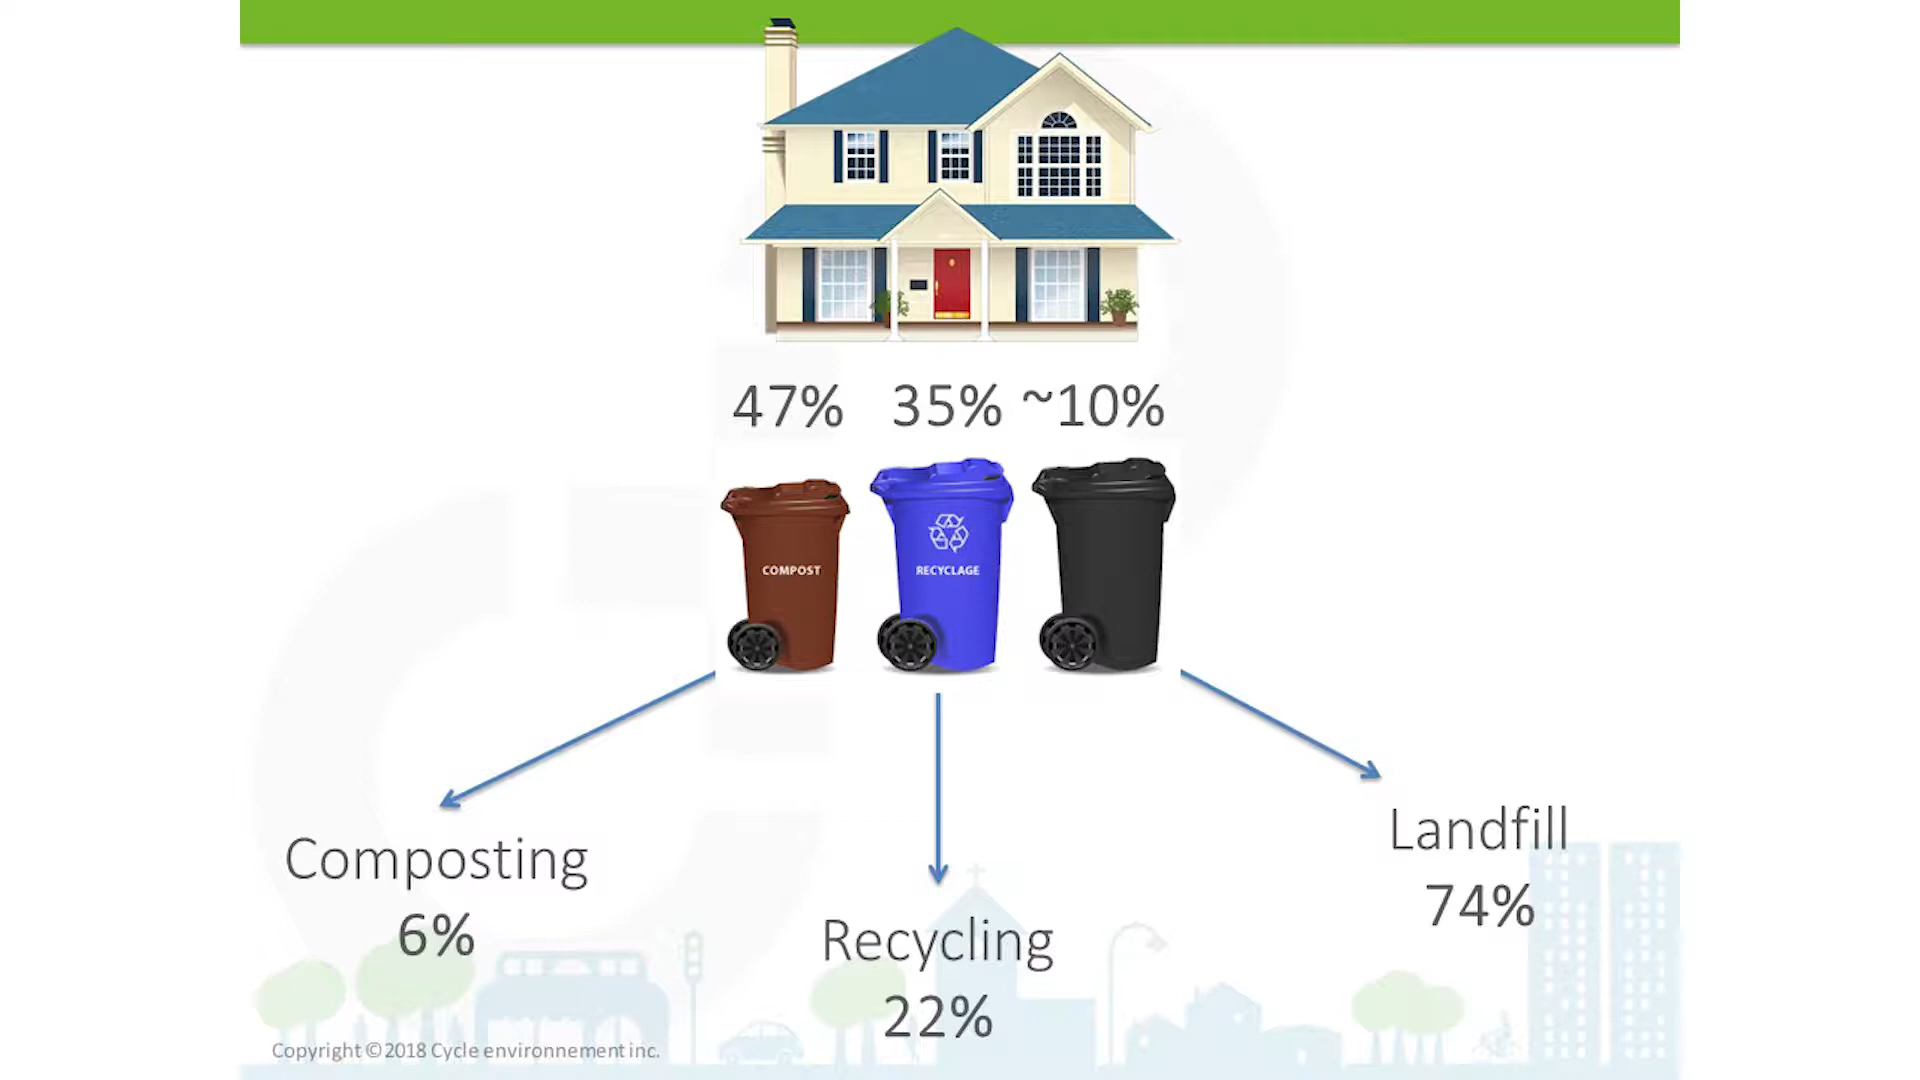 47% 35% ~10%
COMPOST
RECYCLAGE
Composting
6%
Recycling
22%
Landfill
74%
Copyright ©2018 Cycle environnement inc.